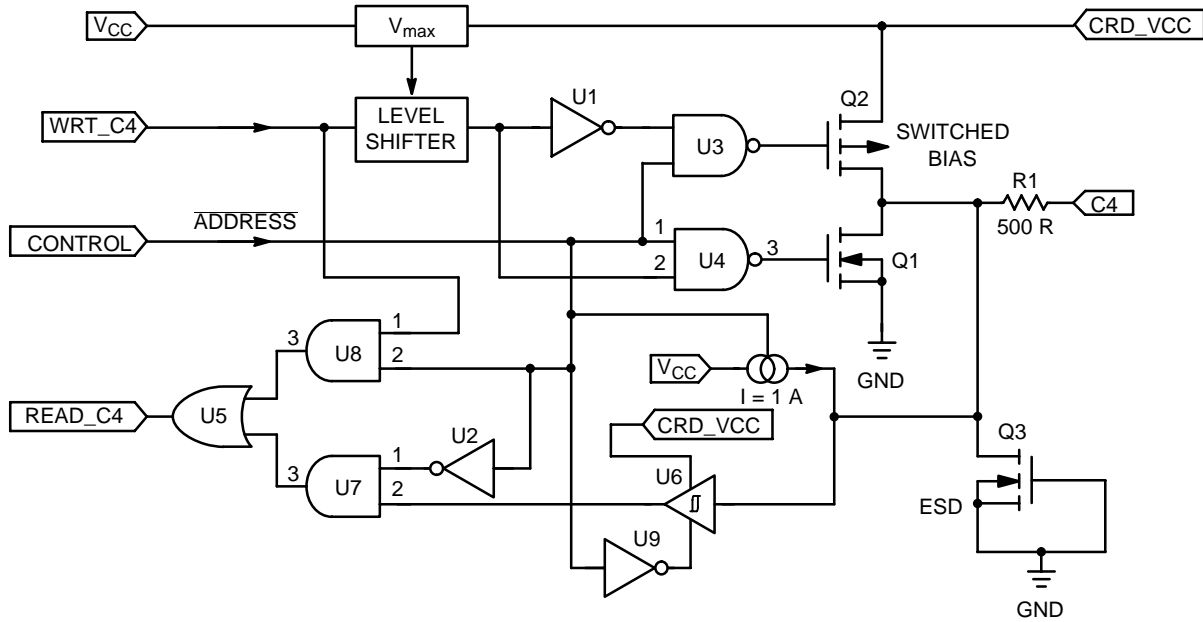 VCC
Vmax
CRD_VCC
U1
Q2
WRT_C4
LEVEL
SHIFTER
U3
SWITCHED
BIAS
R1
500 R
C4
ADDRESS
CONTROL
1
2
U4
3
Q1
GND
1
2
3
U8
VCC
I = 1 A
CRD_VCC
READ_C4
U5
U2
1
2
3
U7
U6
U9
Q3
ESD
GND